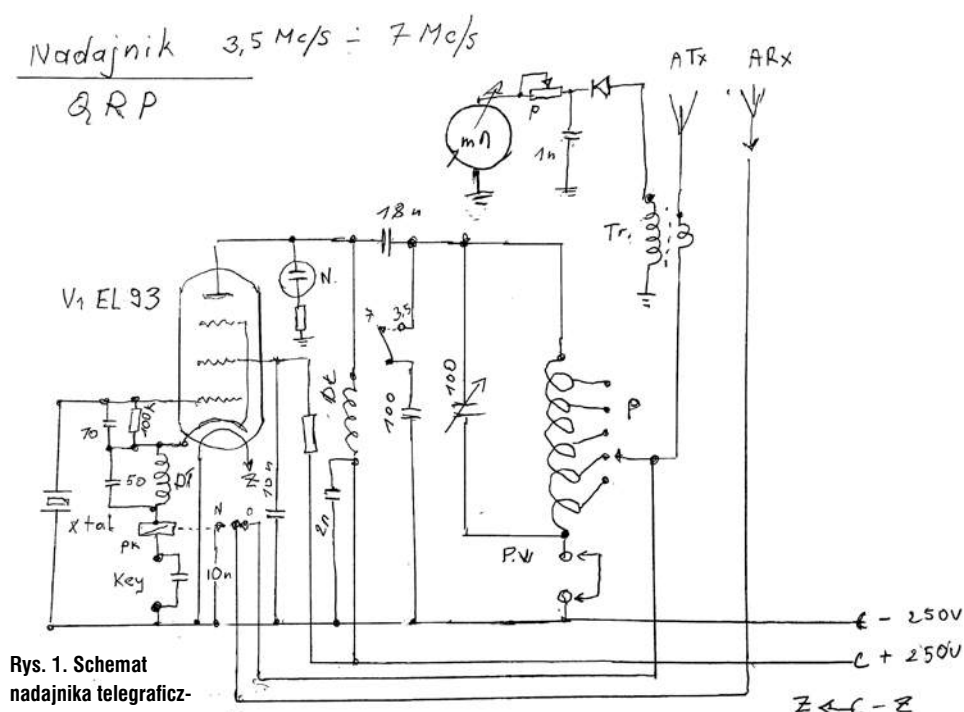 Nadajnik 3,5 Mc/s ÷ 7 Mc/s
QRP
ATx ARx
mA
P
1n
Tr.
18n
N.
V1 EL 93
7 3,5
Dł
100
100
P
70
100k
50
Dł
Z
10n
2n
xtal
PK
N O
Key
10n
P.W
- 250V
+ 250V
Rys. 1. Schemat
nadajnika telegraficz-
Z - Z